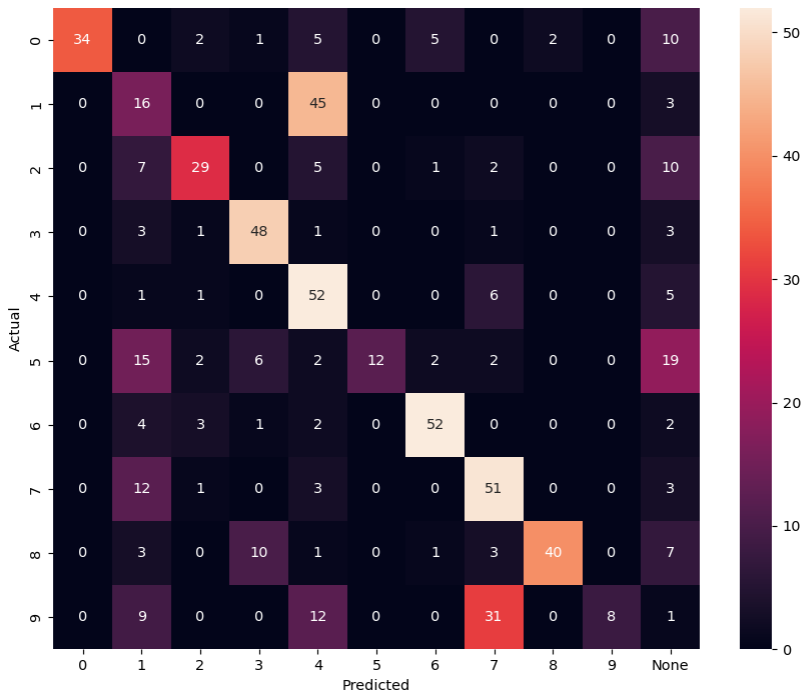 0 34 0 2 1 5 0 5 0 2 0 10
1 0 16 0 0 45 0 0 0 0 0 3
2 0 7 29 0 5 0 1 2 0 0 10
3 0 3 1 48 1 0 0 1 0 0 3
4 0 1 1 0 52 0 0 6 0 0 5
5 0 15 2 6 2 12 2 2 0 0 19
6 0 4 3 1 2 0 52 0 0 0 2
7 0 12 1 0 3 0 0 51 0 0 3
8 0 3 0 10 1 0 1 3 40 0 7
9 0 9 0 0 12 0 0 31 0 8 1
0 1 2 3 4 5 6 7 8 9 None
Predicted
Actual
50
40
30
20
10
0